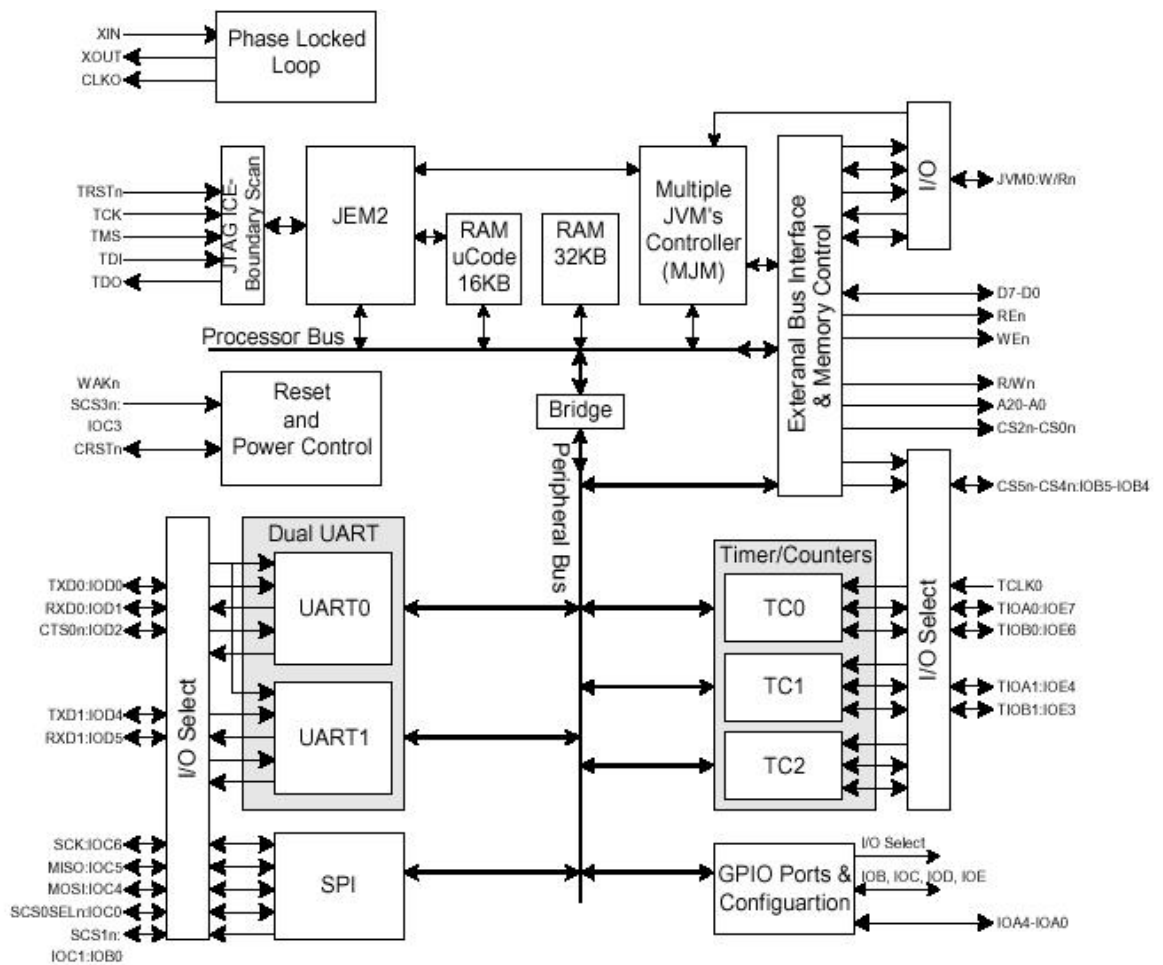 XIN
XOUT
CLKO
Phase Locked
Loop
TRSTn
TCK
TMS
TDI
TDO
JTAG ICE-
Boundary Scan
JEM2
RAM
uCode
16KB
RAM
32KB
Multiple
JVM's
Controller
(MJM)
Exteranal Bus Interface
& Memory Control
I/O
JVM0:W/Rn
D7-D0
REn
WEn
R/Wn
A20-A0
CS2n-CS0n
Processor Bus
WAKn
SCS3n:
IOC3
CRSTn
Reset
and
Power Control
Bridge
Peripheral Bus
CS5n-CS4n:IOB5-IOB4
I/O Select
TXD0:IOD0
RXD0:IOD1
CTS0n:IOD2
TXD1:IOD4
RXD1:IOD5
Dual UART
UART0
UART1
Timer/Counters
TC0
TC1
TC2
I/O Select
TCLK0
TIOA0:IOE7
TIOB0:IOE6
TIOA1:IOE4
TIOB1:IOE3
SCK:IOC6
MISO:IOC5
MOSI:IOC4
SCS0SELn:IOC0
SCS1n:
IOC1:IOB0
SPI
GPIO Ports &
Configuartion
I/O Select
IOB, IOC, IOD, IOE
IOA4-IOA0